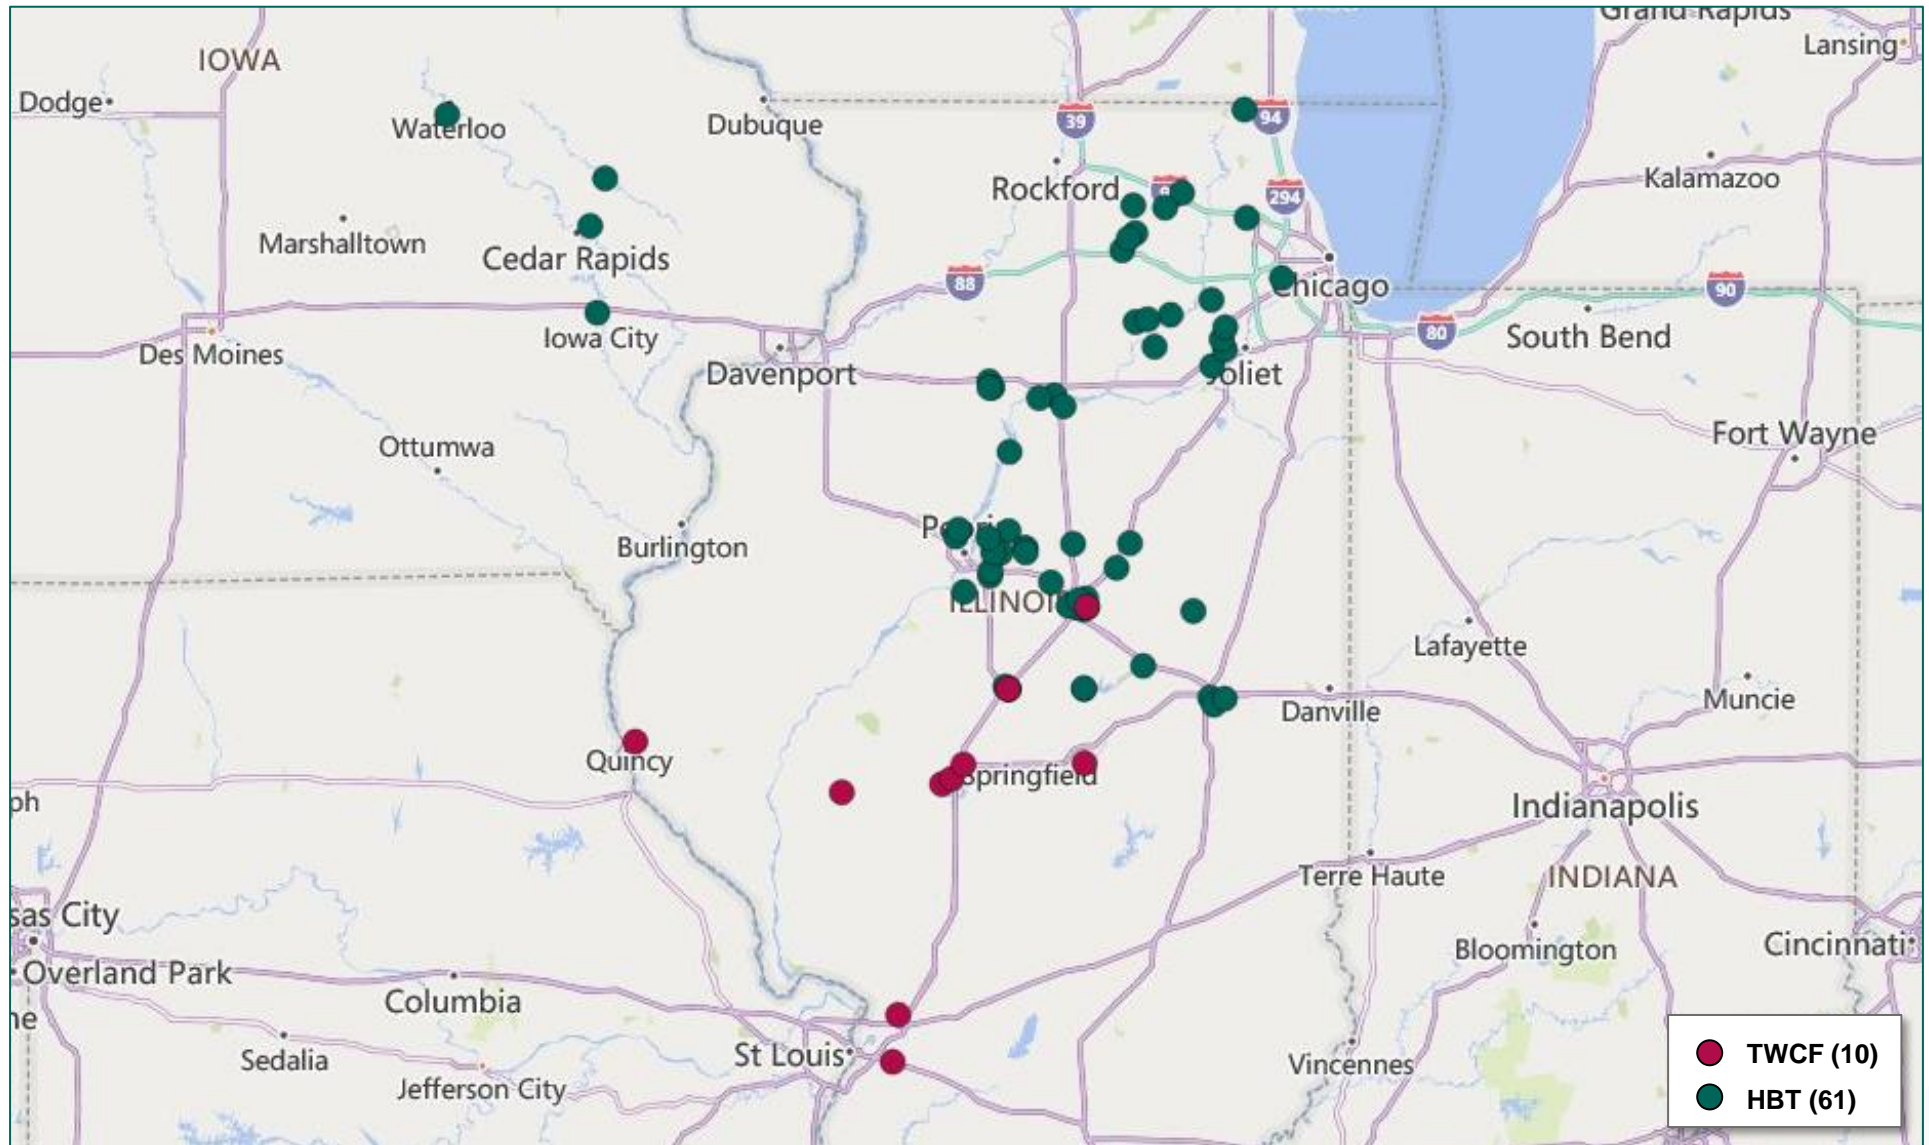 Grand Rapids
Lansing
IOWA
Dodge
Waterloo
Dubuque
39
94
Rockford
294
Kalamazoo
Marshalltown
Cedar Rapids
88
Chicago
90
Iowa City
80
South Bend
Des Moines
Davenport
Joliet
Ottumwa
Fort Wayne
Burlington
ILLINOI
Lafayette
Muncie
Danville
Quincy
Springfield
ph
Indianapolis
Terre Haute
INDIANA
sas City
Bloomington
Cincinnati
Overland Park
Columbia
ne
St Louis
Sedalia
Vincennes
Jefferson City
TWCF (10)
HBT (61)